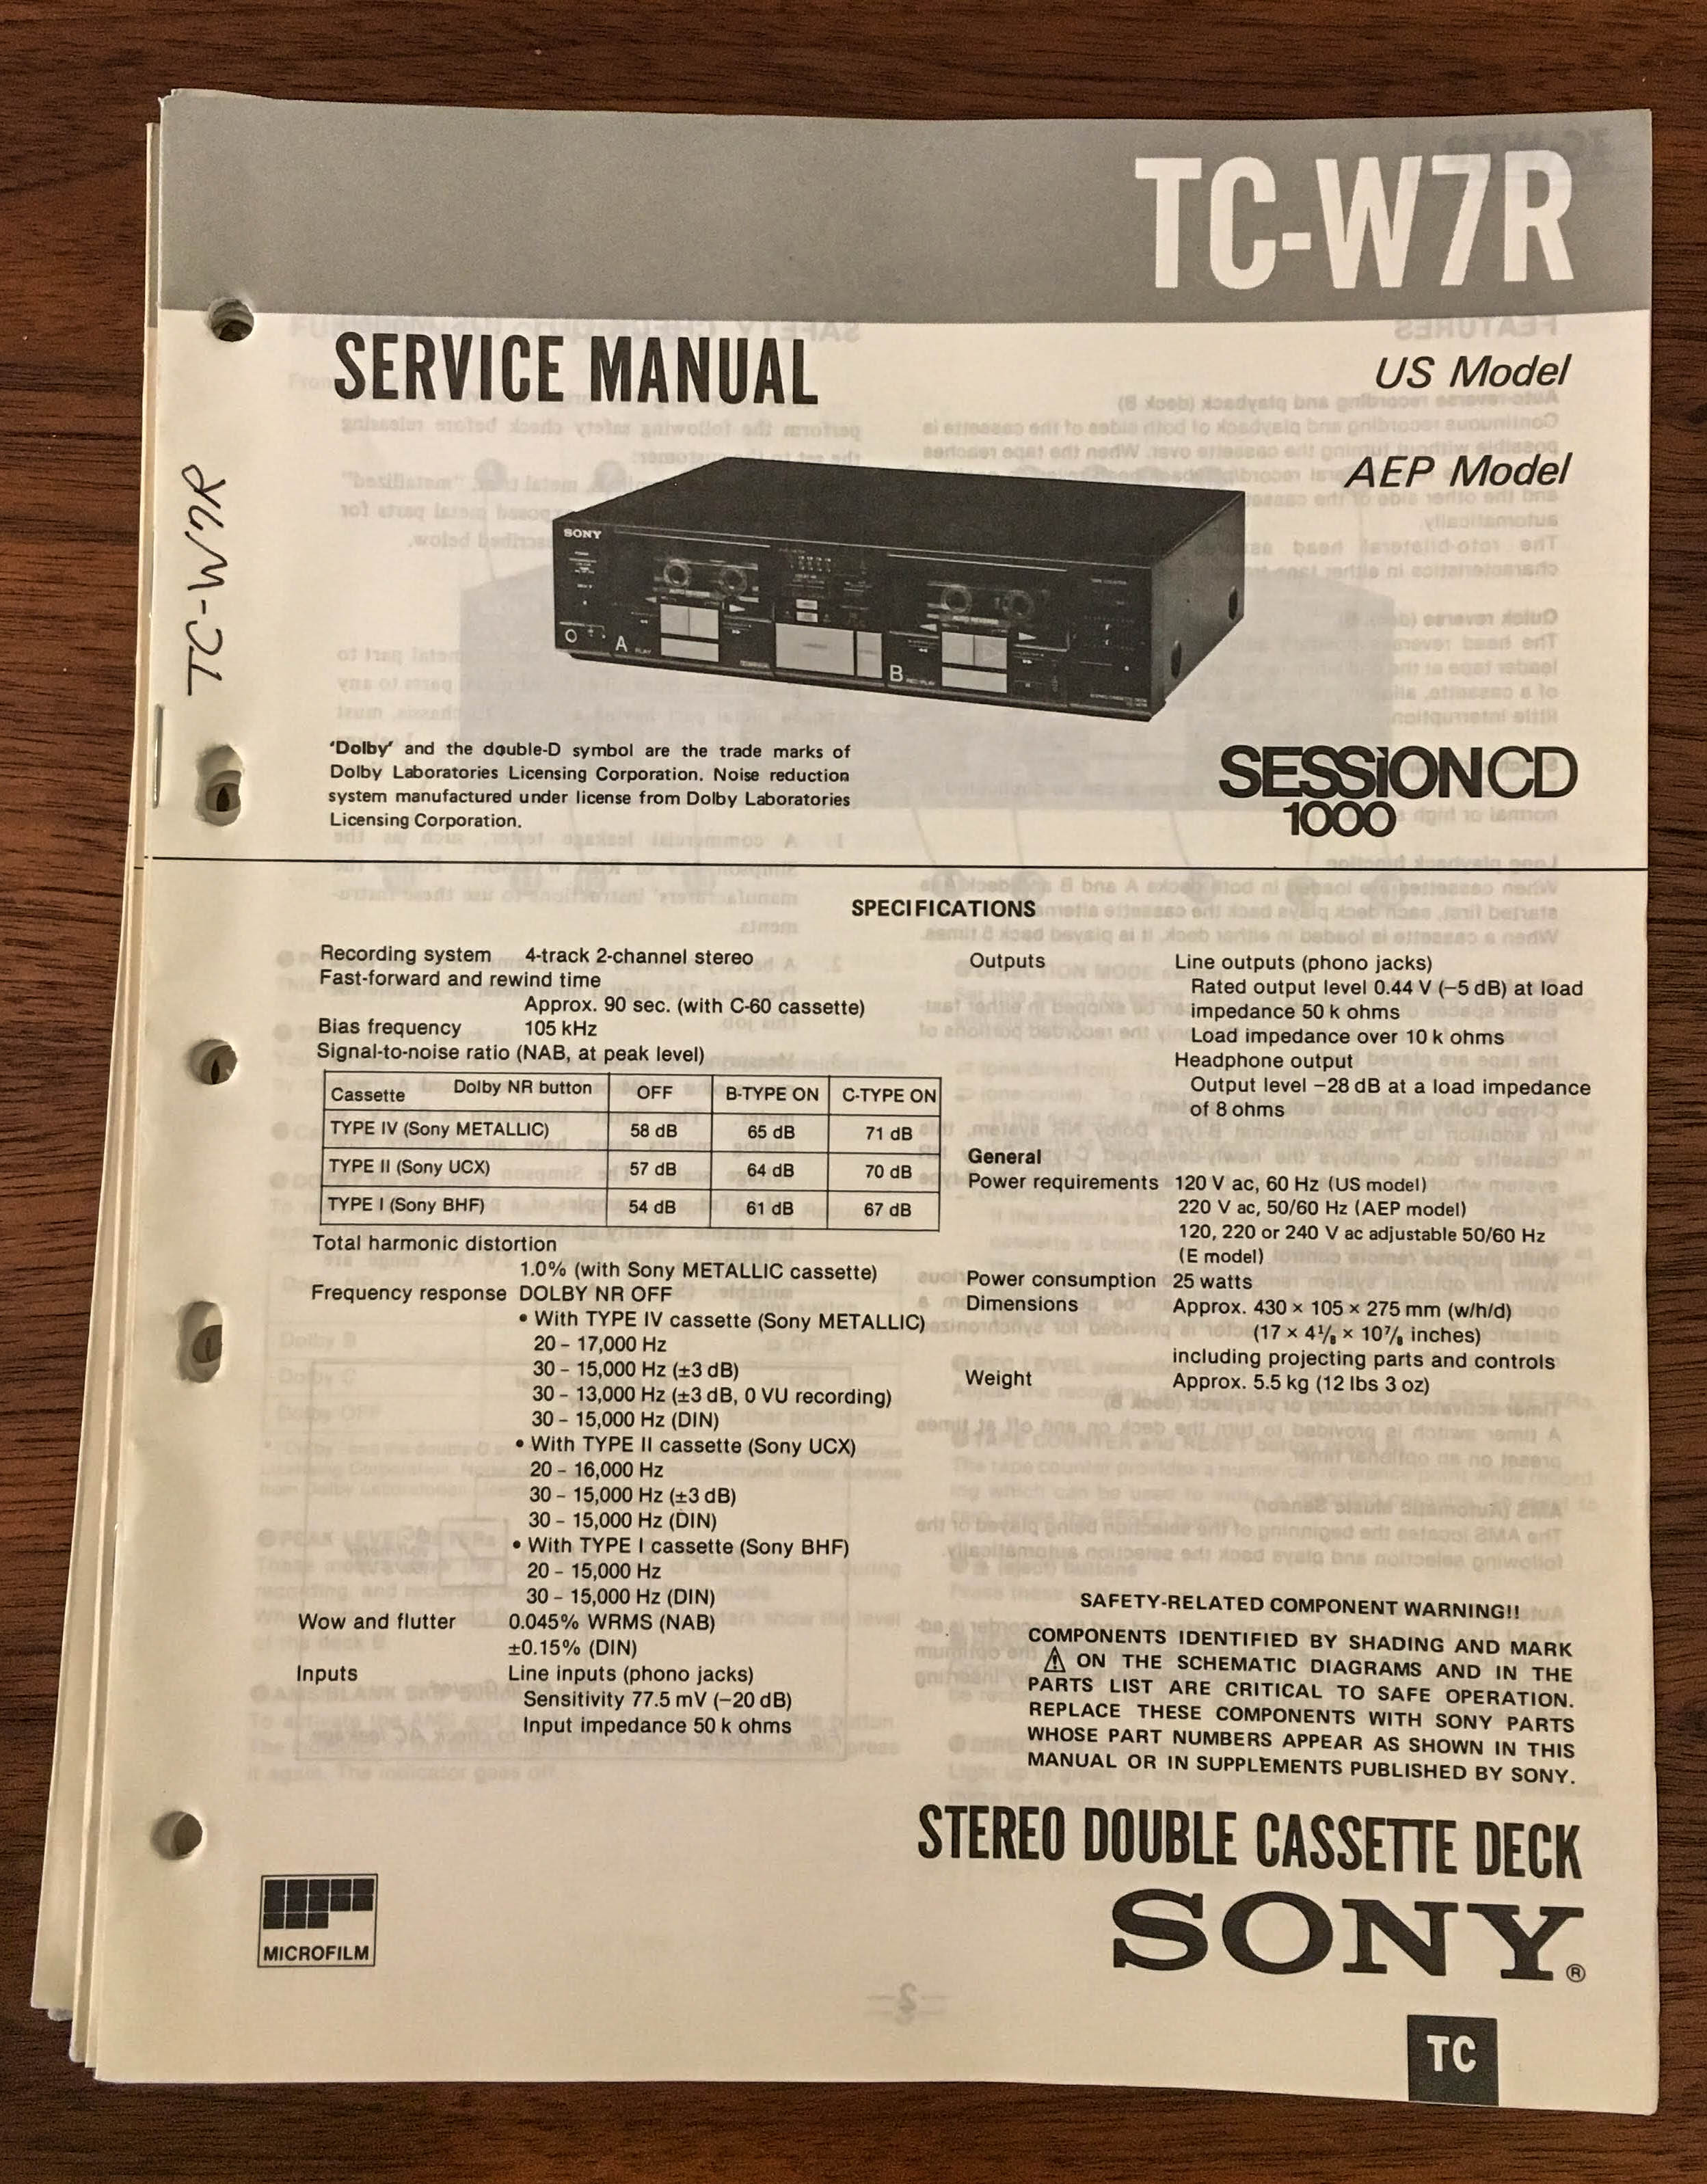 TC-W7R
SERVICE MANUAL
US Model
AEP Model
TC-W7R
SONY
A
B
'Dolby' and the double-D symbol are the trade marks of
Dolby Laboratories Licensing Corporation. Noise reduction
system manufactured under license from Dolby Laboratories
Licensing Corporation.
SESSiON CD
1000
SPECIFICATIONS
Recording system 4-track 2-channel stereo
Fast-forward and rewind time
Approx. 90 sec. (with C-60 cassette)
Bias frequency 105 kHz
Signal-to-noise ratio (NAB, at peak level)
Cassette Dolby NR button OFF B-TYPE ON C-TYPE ON
TYPE IV (Sony METALLIC) 58 dB 65 dB 71 dB
TYPE II (Sony UCX) 57 dB 64 dB 70 dB
TYPE I (Sony BHF) 54 dB 61 dB 67 dB
Total harmonic distortion
1.0% (with Sony METALLIC cassette)
Frequency response DOLBY NR OFF
• With TYPE IV cassette (Sony METALLIC)
20 – 17,000 Hz
30 – 15,000 Hz (±3 dB)
30 – 13,000 Hz (±3 dB, 0 VU recording)
30 – 15,000 Hz (DIN)
• With TYPE II cassette (Sony UCX)
20 – 16,000 Hz
30 – 15,000 Hz (±3 dB)
30 – 15,000 Hz (DIN)
• With TYPE I cassette (Sony BHF)
20 – 15,000 Hz
30 – 15,000 Hz (DIN)
Wow and flutter 0.045% WRMS (NAB)
±0.15% (DIN)
Inputs Line inputs (phono jacks)
Sensitivity 77.5 mV (−20 dB)
Input impedance 50 k ohms
Outputs Line outputs (phono jacks)
Rated output level 0.44 V (−5 dB) at load
impedance 50 k ohms
Load impedance over 10 k ohms
Headphone output
Output level −28 dB at a load impedance
of 8 ohms
General
Power requirements 120 V ac, 60 Hz (US model)
220 V ac, 50/60 Hz (AEP model)
120, 220 or 240 V ac adjustable 50/60 Hz
(E model)
Power consumption 25 watts
Dimensions Approx. 430 × 105 × 275 mm (w/h/d)
(17 × 4 1/8 × 10 7/8 inches)
including projecting parts and controls
Weight Approx. 5.5 kg (12 lbs 3 oz)
SAFETY-RELATED COMPONENT WARNING!!
COMPONENTS IDENTIFIED BY SHADING AND MARK
⚠ ON THE SCHEMATIC DIAGRAMS AND IN THE
PARTS LIST ARE CRITICAL TO SAFE OPERATION.
REPLACE THESE COMPONENTS WITH SONY PARTS
WHOSE PART NUMBERS APPEAR AS SHOWN IN THIS
MANUAL OR IN SUPPLEMENTS PUBLISHED BY SONY.
STEREO DOUBLE CASSETTE DECK
SONY®
MICROFILM
TC